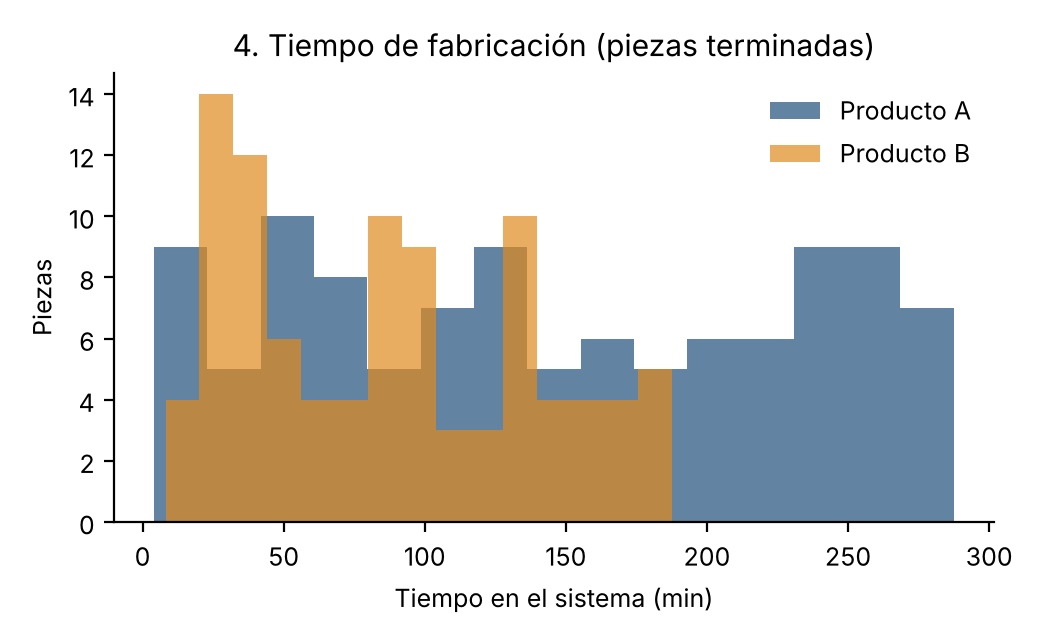 4. Tiempo de fabricación (piezas terminadas)
Producto A
Producto B
Piezas
14
12
10
8
6
4
2
0
0 50 100 150 200 250 300
Tiempo en el sistema (min)